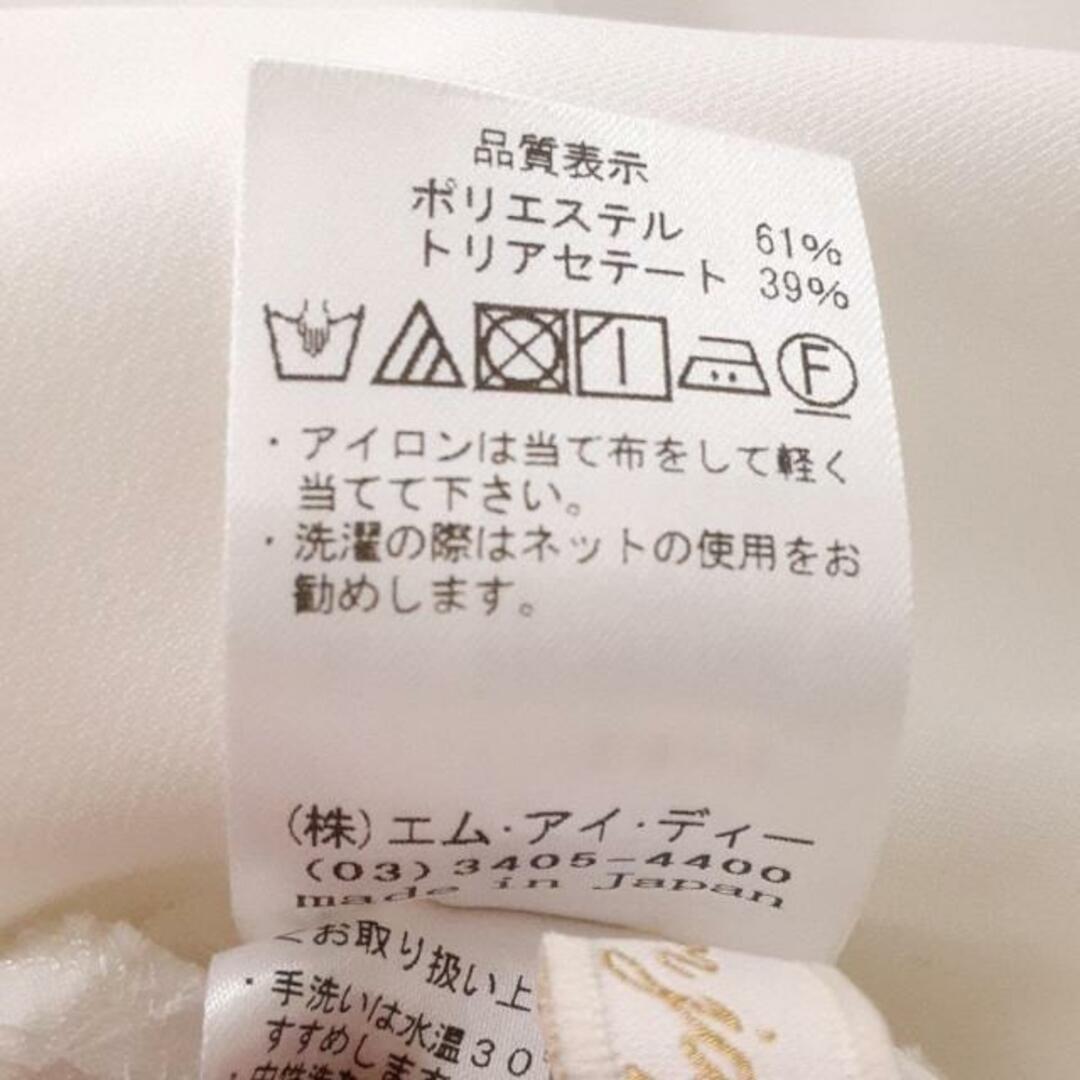 品質表示
ポリエステル 61%
トリアセテート 39%
F
・アイロンは当て布をして軽く
当てて下さい。
・洗濯の際はネットの使用をお
勧めします。
(株)エム・アイ・ディー
(03)3405-4400
made in Japan
くお取り扱い上
・手洗いは水温30
すすめします
・中性洗